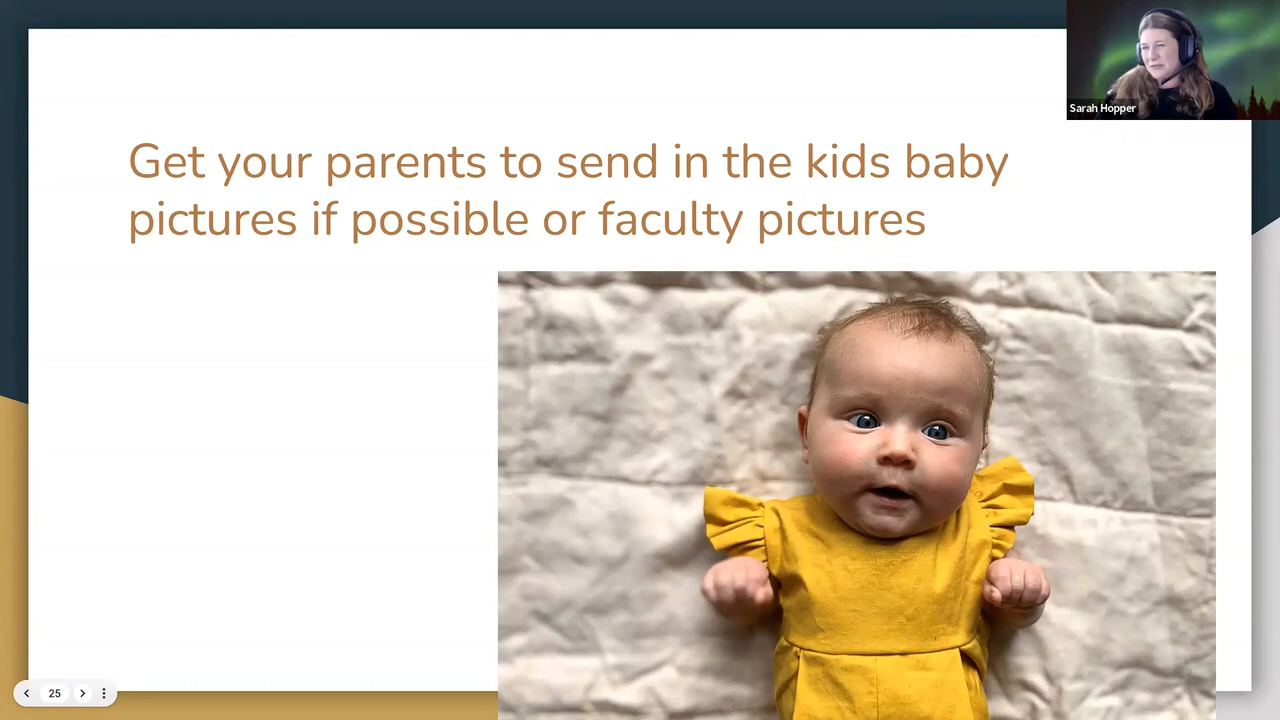 Sarah Hopper
Get your parents to send in the kids baby
pictures if possible or faculty pictures
25